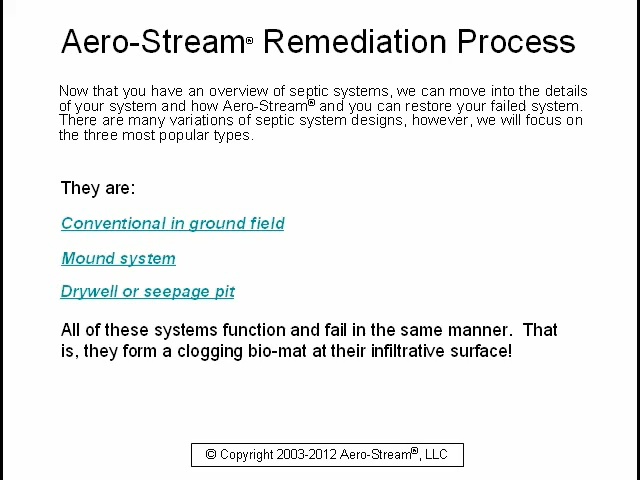 Aero-Stream® Remediation Process
Now that you have an overview of septic systems, we can move into the details
of your system and how Aero-Stream® and you can restore your failed system.
There are many variations of septic system designs, however, we will focus on
the three most popular types.
They are:
Conventional in ground field
Mound system
Drywell or seepage pit
All of these systems function and fail in the same manner.  That
is, they form a clogging bio-mat at their infiltrative surface!
© Copyright 2003-2012 Aero-Stream®, LLC